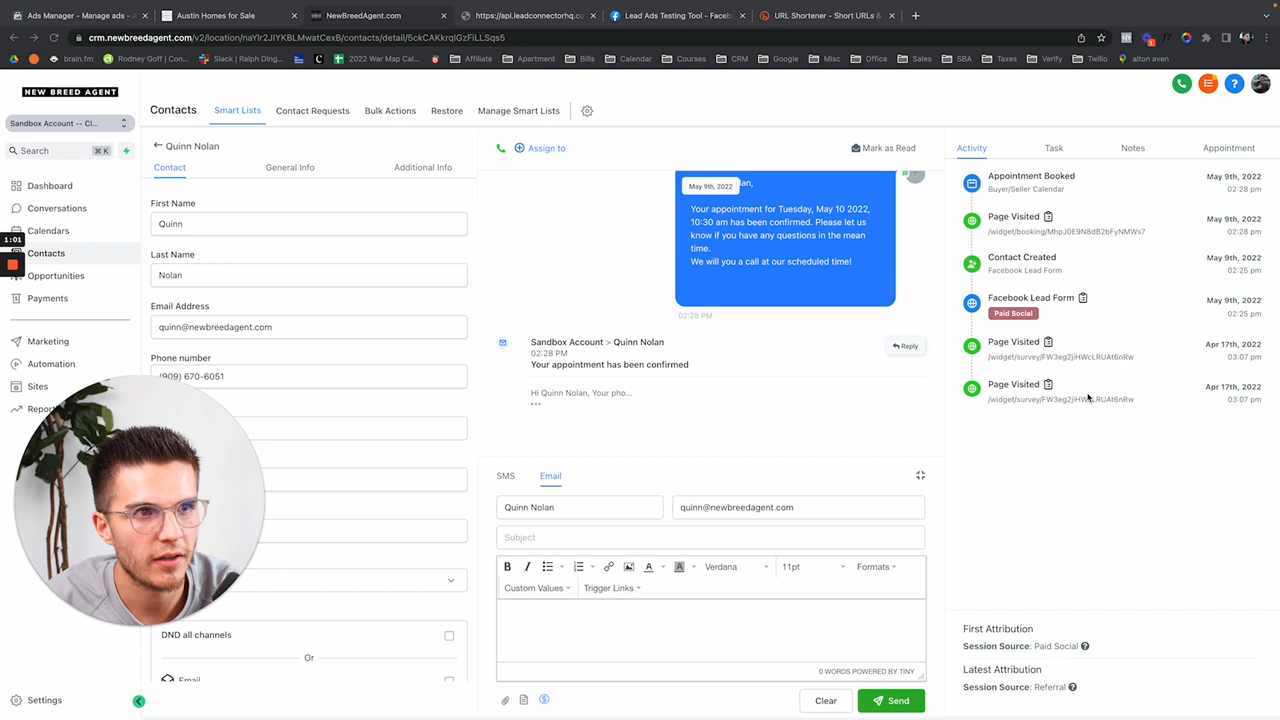 Ads Manager - Manage ads - A
Austin Homes for Sale
NewBreedAgent.com
https://api.leadconnectorhq.c
Lead Ads Testing Tool - Faceb
URL Shortener - Short URLs &
crm.newbreedagent.com/v2/location/naYlr2JIYKBLMwatCexB/contacts/detail/5ckCAKkrqIGzFiLLSqs5
brain.fm
Rodney Goff | Con...
Slack | Ralph Ding...
2022 War Map Cal...
Affiliate
Apartment
Bills
Calendar
Courses
CRM
Google
Misc
Office
Sales
SBA
Taxes
Verify
Twilio
alton aven
NEW BREED AGENT
Sandbox Account -- Cl...
Search
⌘ K
Dashboard
Conversations
Calendars
1:01
Contacts
Opportunities
Payments
Marketing
Automation
Sites
Report
Settings
Contacts
Smart Lists
Contact Requests
Bulk Actions
Restore
Manage Smart Lists
Quinn Nolan
Contact
General Info
Additional Info
First Name
Quinn
Last Name
Nolan
Email Address
quinn@newbreedagent.com
Phone number
(909) 670-6051
DND all channels
Or
Email
Assign to
Mark as Read
May 9th, 2022
an,
Your appointment for Tuesday, May 10 2022,
10:30 am has been confirmed. Please let us
know if you have any questions in the mean
time.
We will you a call at our scheduled time!
02:28 PM
Sandbox Account > Quinn Nolan
Reply
02:28 PM
Your appointment has been confirmed
Hi Quinn Nolan, Your pho...
SMS
Email
Quinn Nolan
quinn@newbreedagent.com
Subject
B
I
A
A
Verdana
11pt
Formats
Custom Values
Trigger Links
0 WORDS POWERED BY TINY
Clear
Send
Activity
Task
Notes
Appointment
Appointment Booked
May 9th, 2022
Buyer/Seller Calendar
02:28 pm
Page Visited
May 9th, 2022
/widget/booking/MhpJ0E9N8dB2bFyNMWs7
02:28 pm
Contact Created
May 9th, 2022
Facebook Lead Form
02:25 pm
Facebook Lead Form
May 9th, 2022
Paid Social
02:25 pm
Page Visited
Apr 17th, 2022
/widget/survey/FW3eg2jiHWcLRUAt6nRw
03:07 pm
Page Visited
Apr 17th, 2022
/widget/survey/FW3eg2jiHWcLRUAt6nRw
03:07 pm
First Attribution
Session Source: Paid Social
Latest Attribution
Session Source: Referral